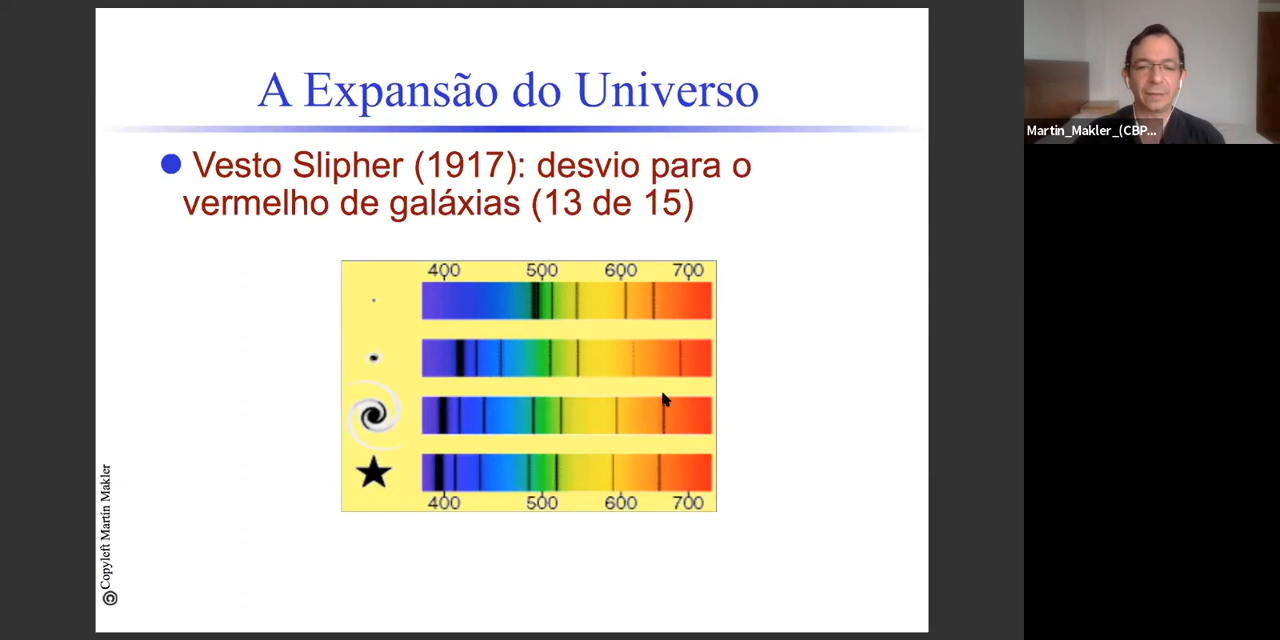 A Expansão do Universo
Vesto Slipher (1917): desvio para o
vermelho de galáxias (13 de 15)
400 500 600 700
400 500 600 700
© Copyleft Martín Makler
Martin_Makler_(CBP...